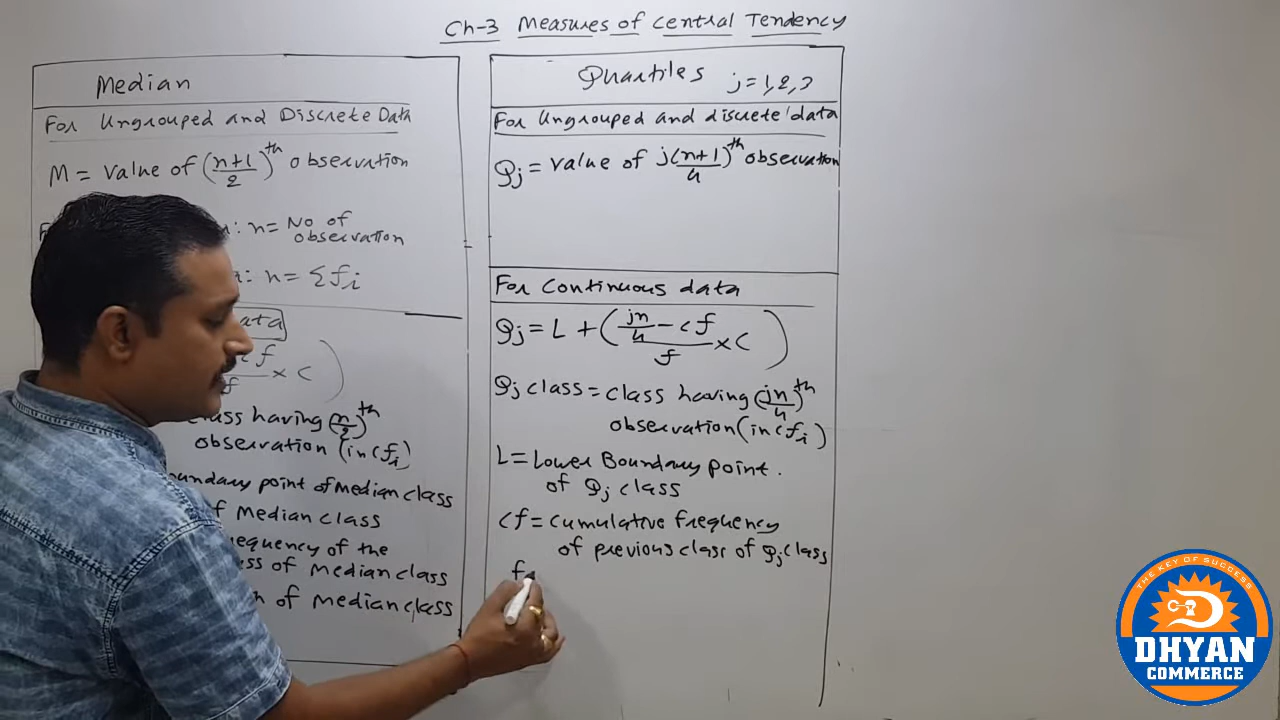 Ch-3 Measures of Central Tendency
Median
For Ungrouped and Discrete Data
M = value of (n+1/2)th observation
: n = No of
observation
: n = Σfi
ata
f/f × c)
class having (n/2)th
observation (in cfi)
oundary point of median class
f median class
equency of the
ss of median class
of median class
Quartiles j = 1,2,3
For Ungrouped and discrete data
Qj = value of j(n+1/4)th observation
For Continuous data
Qj = L + (jn/4 - cf/f × c)
Qj class = class having (jn/4)th
observation (in cfi)
L = Lower Boundary point.
of Qj class
cf = cumulative frequency
of previous class of Qj class
f =
THE KEY OF SUCCESS
DHYAN
COMMERCE